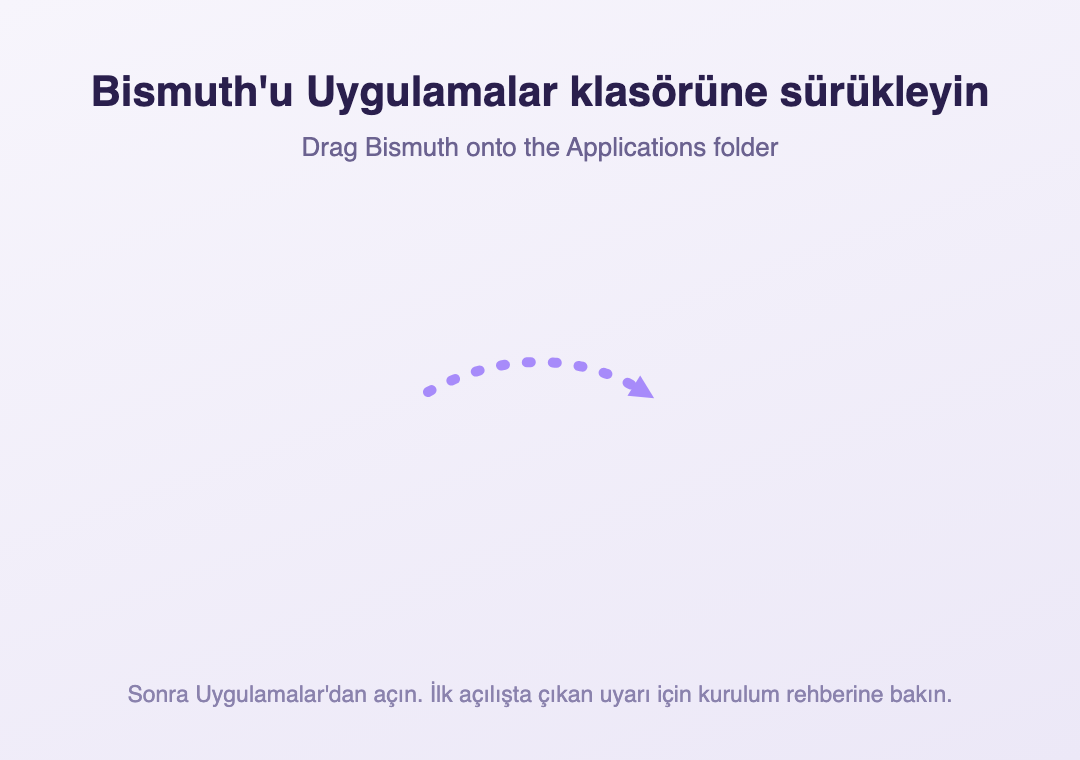 Bismuth'u Uygulamalar klasörüne sürükleyin
Drag Bismuth onto the Applications folder
Sonra Uygulamalar'dan açın. İlk açılışta çıkan uyarı için kurulum rehberine bakın.